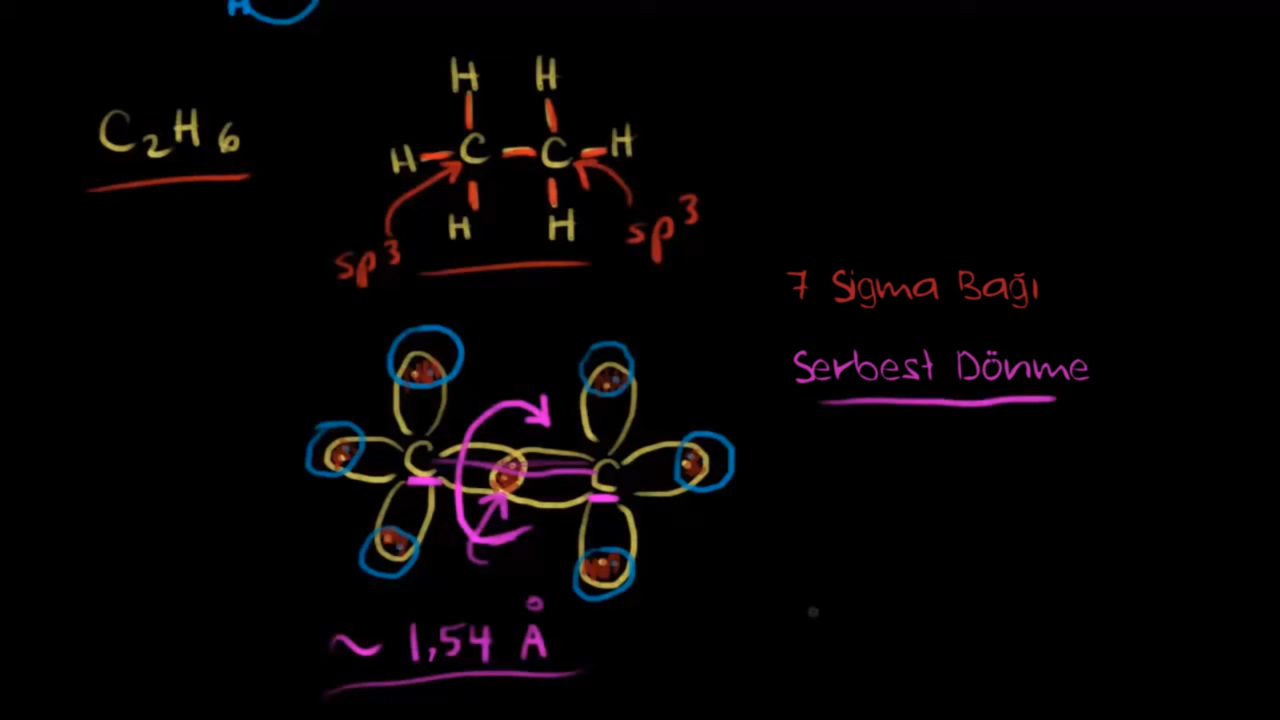 H
C₂H₆
H H
H C C H
H H
sp³ sp³
7 Sigma Bağı
Serbest Dönme
C C
~ 1,54 Å